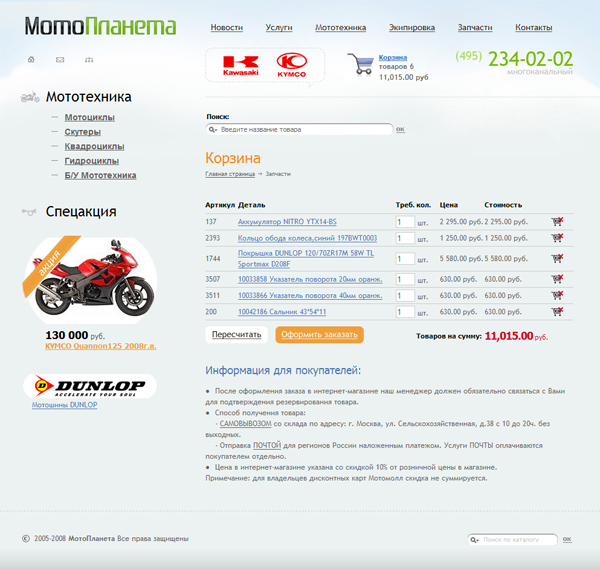 МотоПланета
Новости Услуги Мототехника Экипировка Запчасти Контакты
Kawasaki
KYMCO
Корзина
товаров 6
11,015.00 руб
(495) 234-02-02
многоканальный
Мототехника
— Мотоциклы
— Скутеры
— Квадроциклы
— Гидроциклы
— Б/У Мототехника
Спецакция
акция
130 000 руб.
KYMCO Quannon125 2008г.в.
DUNLOP
ACCELERATE YOUR SOUL
Мотошины DUNLOP
Поиск:
Введите название товара ок
Корзина
Главная страница → Запчасти
Артикул Деталь Треб. кол. Цена Стоимость
137 Аккумулятор NITRO YTX14-BS 1 шт. 2 295.00 руб. 2 295.00 руб.
2393 Кольцо обода колеса,синий 197BWT0003 1 шт. 1 250.00 руб. 1 250.00 руб.
1744 Покрышка DUNLOP 120/70ZR17M 58W TL Sportmax D208F 1 шт. 5 580.00 руб. 5 580.00 руб.
3507 10033858 Указатель поворота 20мм оранж. 1 шт. 630.00 руб. 630.00 руб.
3511 10033866 Указатель поворота 40мм оранж. 1 шт. 630.00 руб. 630.00 руб.
200 10042186 Сальник 43*54*11 1 шт. 630.00 руб. 630.00 руб.
Пересчитать Оформить заказать Товаров на сумму: 11,015.00 руб.
Информация для покупателей:
● После оформления заказа в интернет-магазине наш менеджер должен обязательно связаться с Вами
для подтверждения резервирования товара.
● Способ получения товара:
- САМОВЫВОЗОМ со склада по адресу: г. Москва, ул. Сельскохозяйственная, д.38 с 10 до 20ч. без
выходных.
- Отправка ПОЧТОЙ для регионов России наложенным платежом. Услуги ПОЧТЫ оплачиваются
покупателем отдельно.
● Цена в интернет-магазине указана со скидкой 10% от розничной цены в магазине.
Примечание: для владельцев дисконтных карт Мотомолл скидка не суммируется.
© 2005-2008 МотоПланета Все права защищены
Поиск по каталогу ок